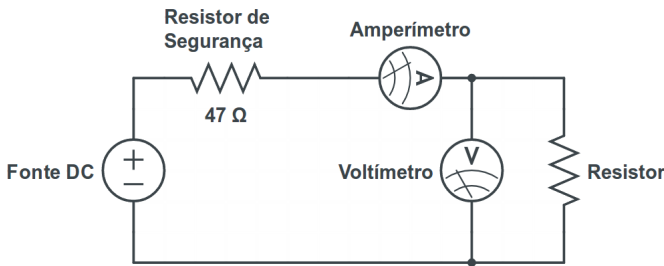 Resistor de
Segurança
Amperímetro
A
47 Ω
Fonte DC
Voltímetro
V
Resistor